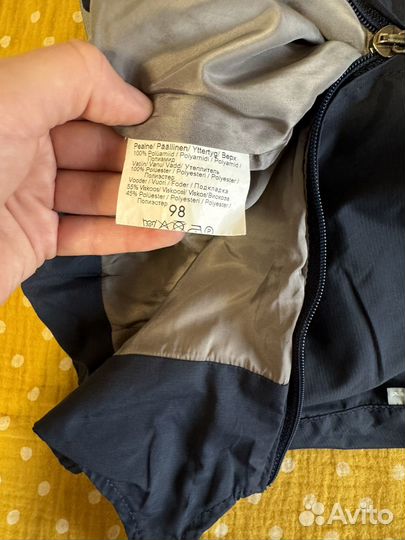 Pealne/ Päällinen/ Yttertyg/ Верх
100% Polüamiid / Polyamidi / Polyamid /
Полиамид
Vatiin/ Vanu/ Vadd/ Утеплитель
100% Polüester / Polyesteri / Polyester /
Полиэстер
Vooder / Vuori / Foder / Подкладка
55% Viskoos / Viskoosi / Viskos/Вискоза
45% Polüester / Polyesteri / Polyester /
Полиэстер
98
Avito